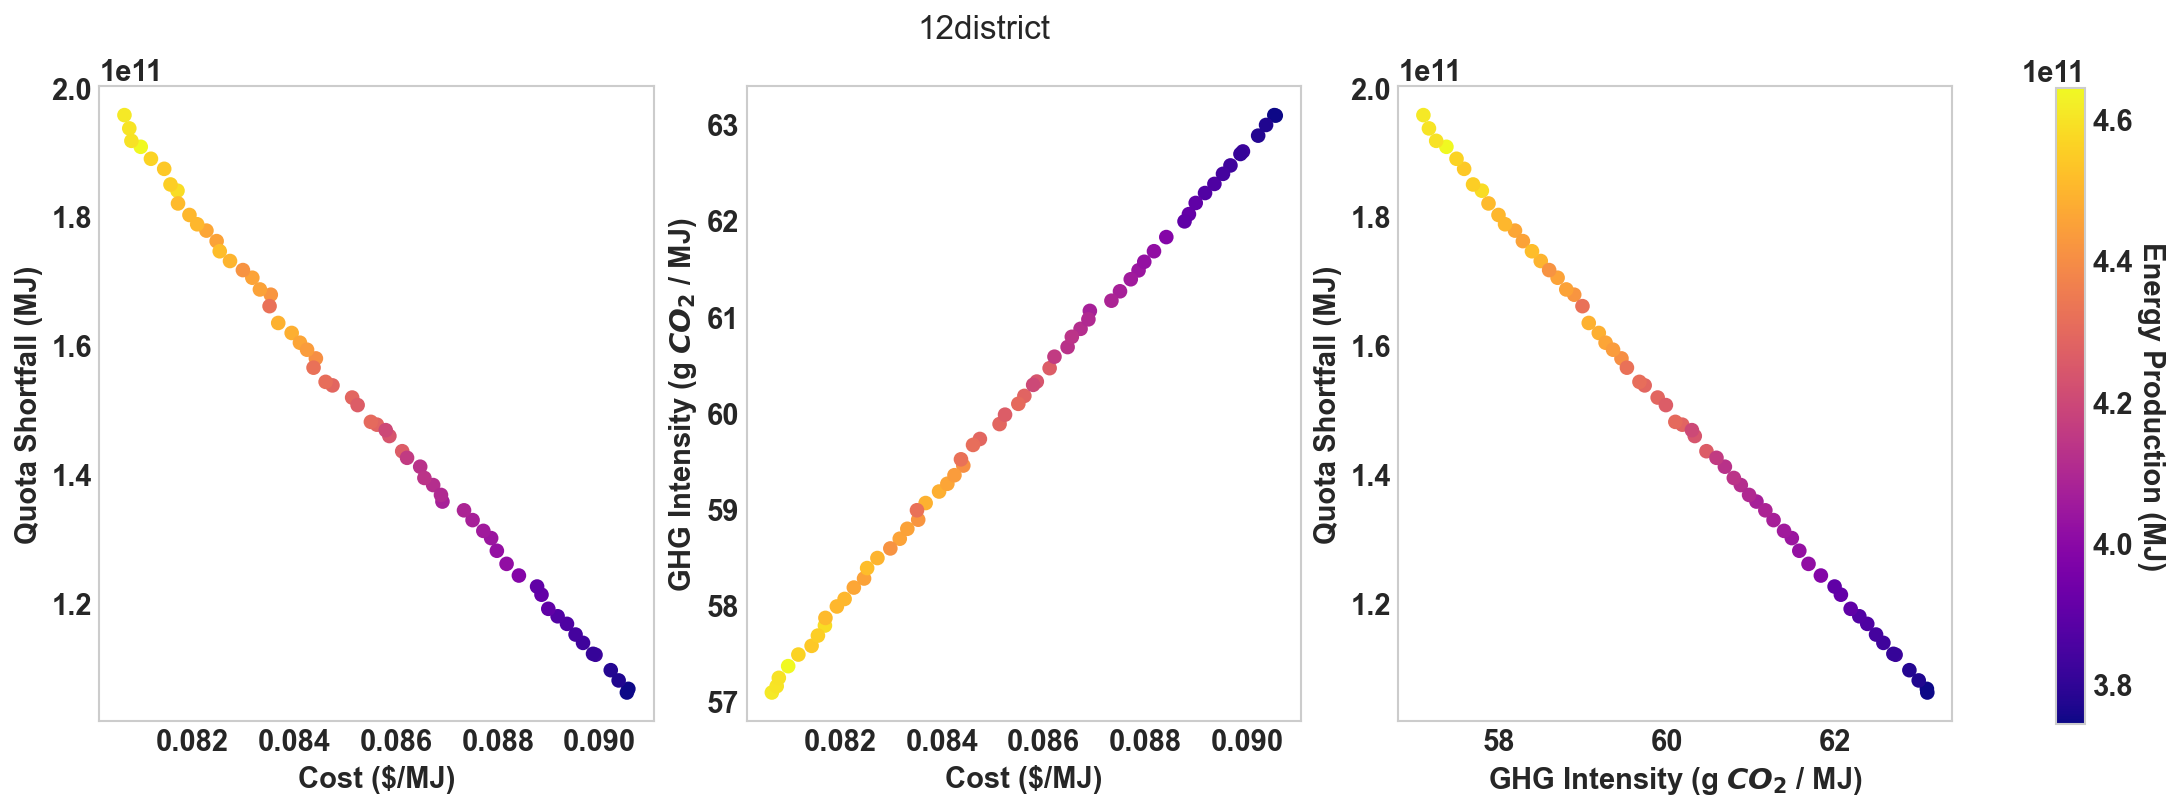 12district
1e11
2.0
1.8
1.6
1.4
1.2
Quota Shortfall (MJ)
0.082 0.084 0.086 0.088 0.090
Cost ($/MJ)
63
62
61
60
59
58
57
GHG Intensity (g CO₂ / MJ)
0.082 0.084 0.086 0.088 0.090
Cost ($/MJ)
1e11
2.0
1.8
1.6
1.4
1.2
Quota Shortfall (MJ)
58 60 62
GHG Intensity (g CO₂ / MJ)
1e11
4.6
4.4
4.2
4.0
3.8
Energy Production (MJ)